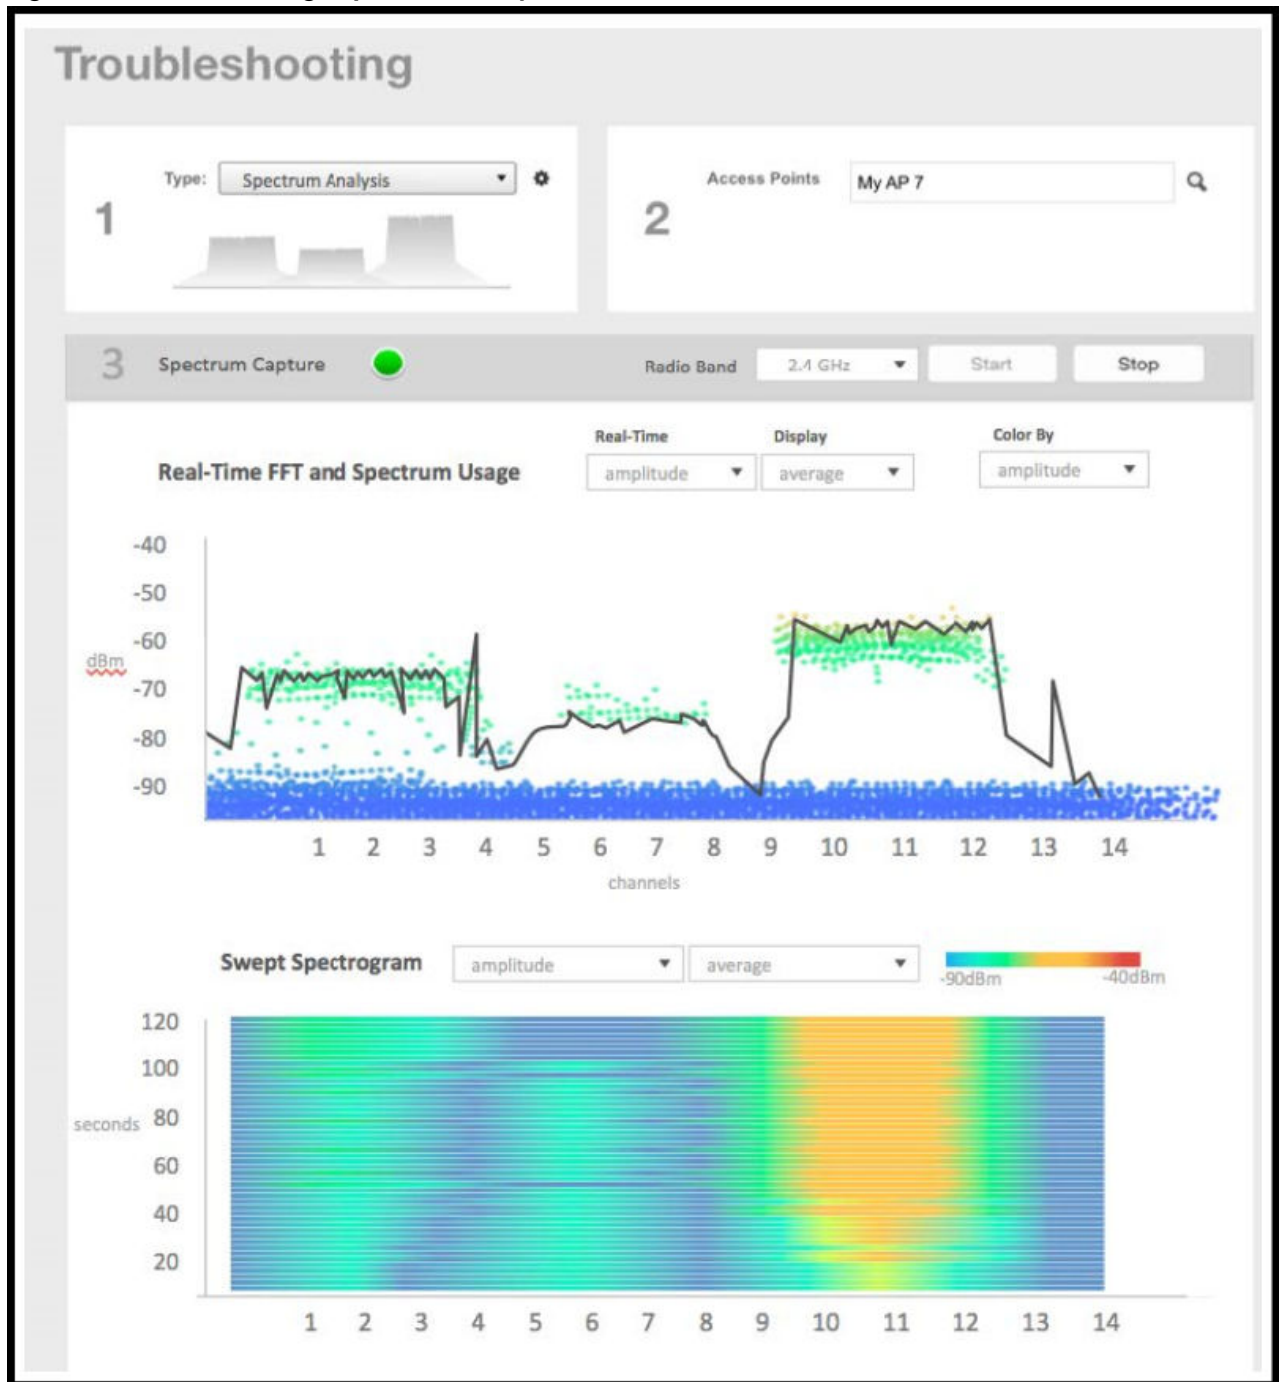 Troubleshooting
1
Type:
Spectrum Analysis
2
Access Points
My AP 7
3
Spectrum Capture
Radio Band
2.4 GHz
Start
Stop
Real-Time FFT and Spectrum Usage
Real-Time
amplitude
Display
average
Color By
amplitude
-40
-50
-60
dBm
-70
-80
-90
1 2 3 4 5 6 7 8 9 10 11 12 13 14
channels
Swept Spectrogram
amplitude
average
-90dBm
-40dBm
120
100
seconds
80
60
40
20
1 2 3 4 5 6 7 8 9 10 11 12 13 14